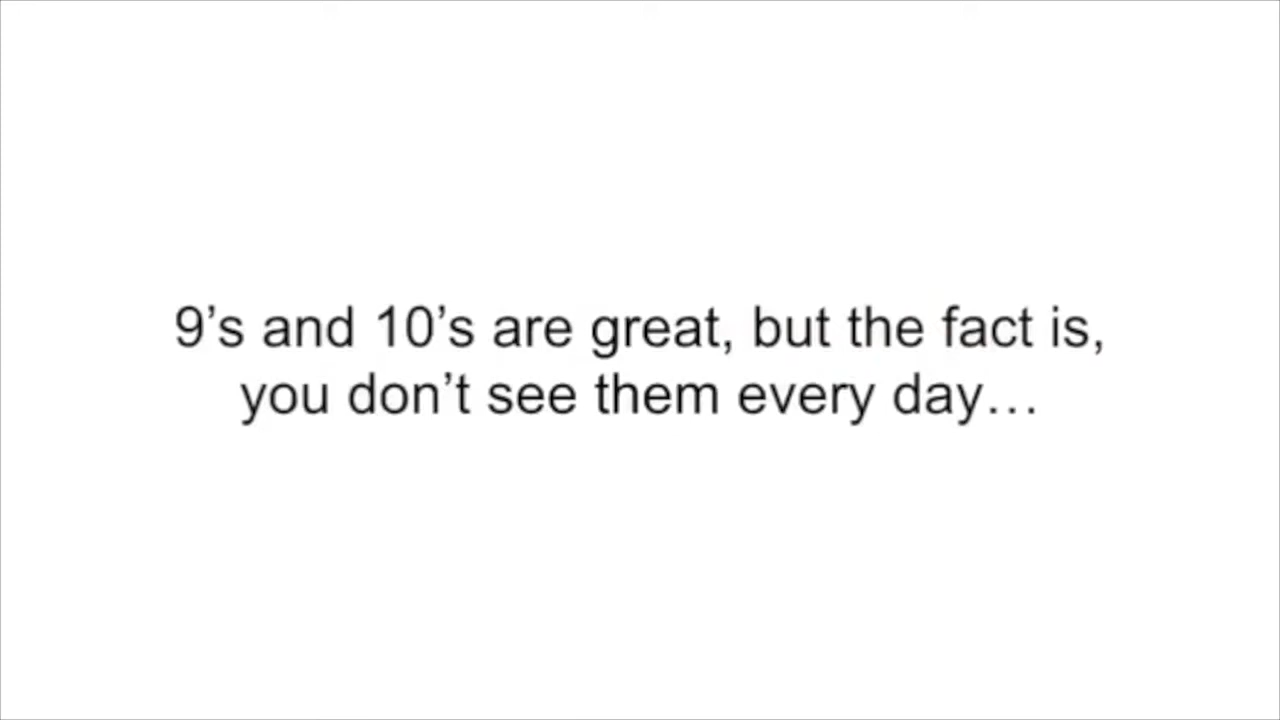 9’s and 10’s are great, but the fact is,
you don’t see them every day…